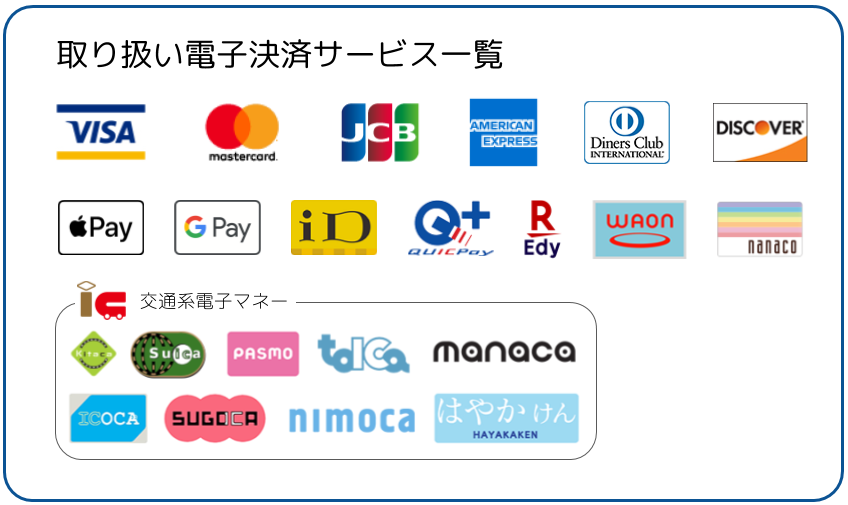 取り扱い電子決済サービス一覧
VISA
mastercard.
JCB
AMERICAN
EXPRESS
Diners Club
INTERNATIONAL
DISCOVER
Pay
G Pay
iD
Q+
QUICPay
R
Edy
WAON
nanaco
IC
交通系電子マネー
Kitaca
Suica
PASMO
toICa
manaca
ICOCA
SUGOCA
nimoca
はやかけん
HAYAKAKEN